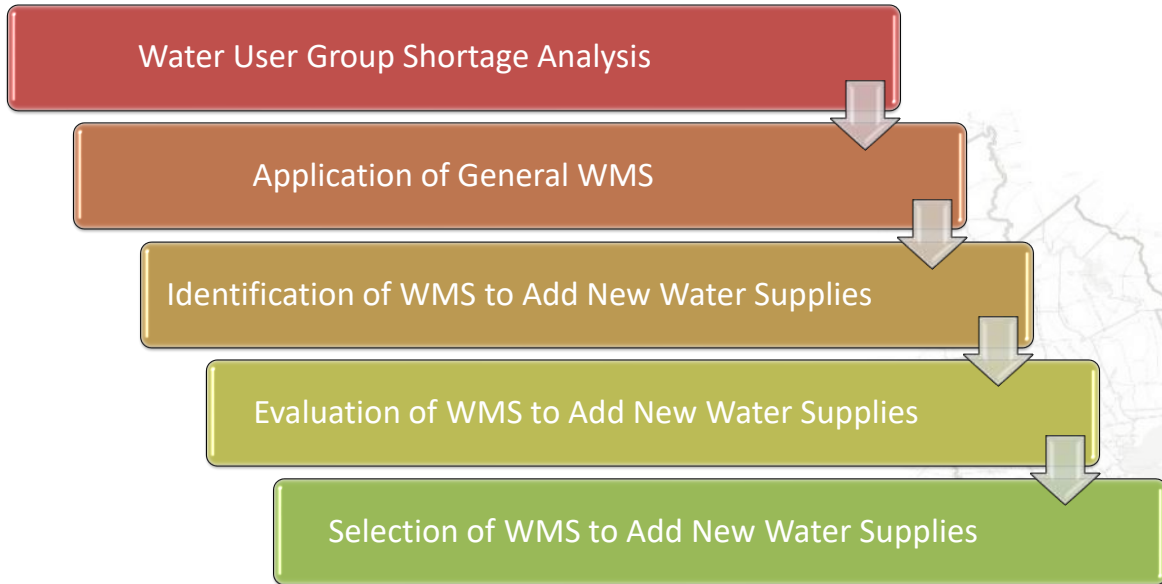 Water User Group Shortage Analysis
Application of General WMS
Identification of WMS to Add New Water Supplies
Evaluation of WMS to Add New Water Supplies
Selection of WMS to Add New Water Supplies